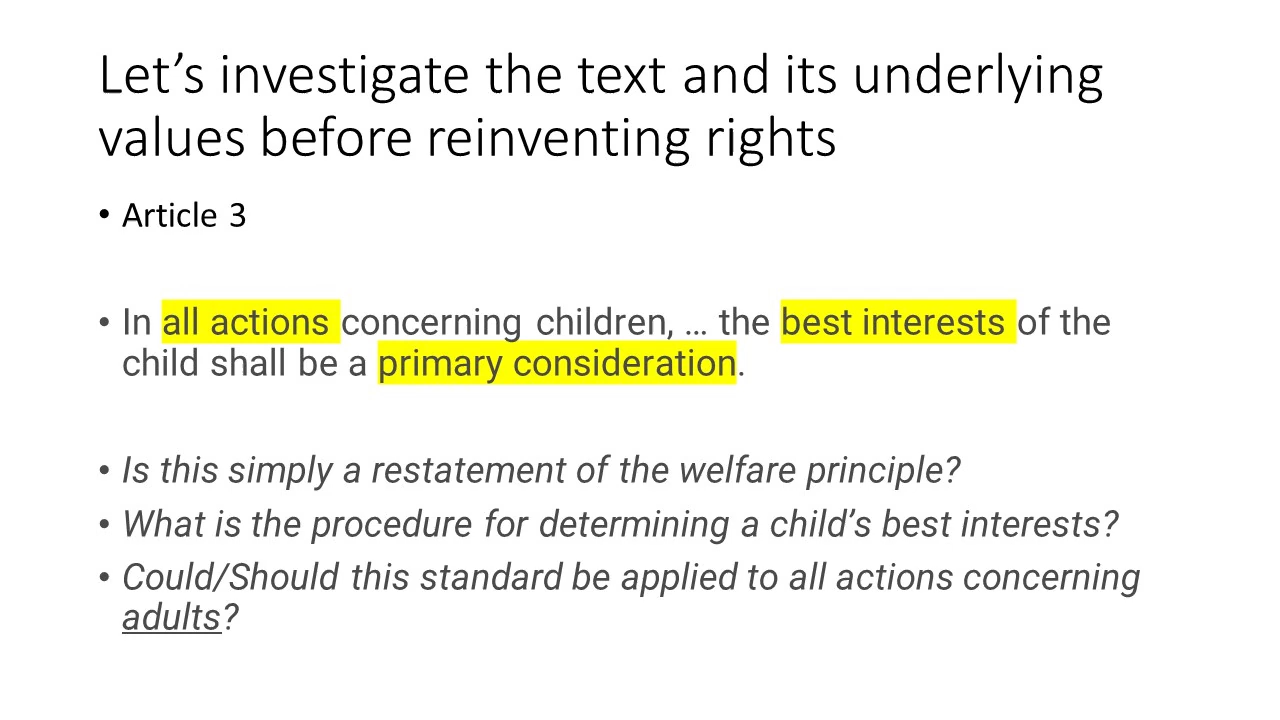 Let’s investigate the text and its underlying
values before reinventing rights
• Article 3
• In all actions concerning children, … the best interests of the
child shall be a primary consideration.
• Is this simply a restatement of the welfare principle?
• What is the procedure for determining a child’s best interests?
• Could/Should this standard be applied to all actions concerning
adults?